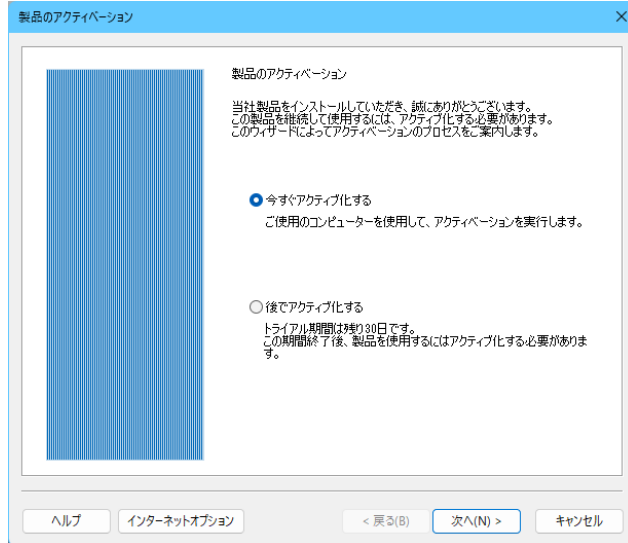 製品のアクティベーション
製品のアクティベーション
当社製品をインストールしていただき、誠にありがとうございます。
この製品を継続して使用するには、アクティブ化する必要があります。
このウィザードによってアクティベーションのプロセスをご案内します。
今すぐアクティブ化する
ご使用のコンピューターを使用して、アクティベーションを実行します。
後でアクティブ化する
トライアル期間は残り30日です。
この期間終了後、製品を使用するにはアクティブ化する必要がありま
す。
ヘルプ インターネットオプション < 戻る(B) 次へ(N) > キャンセル